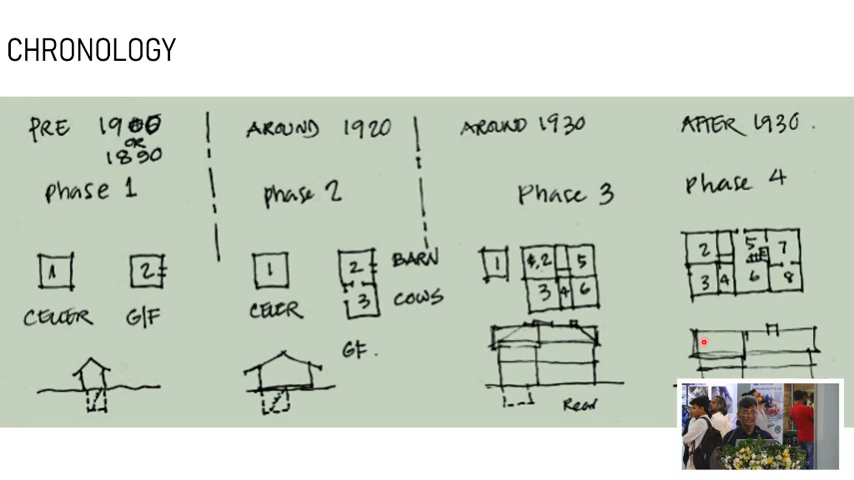 CHRONOLOGY
PRE 1900
OR
1890
phase 1
1
2
CELLER G/F
AROUND 1920
phase 2
1
2 BARN
3 COWS
CELER
GF.
AROUND 1930
Phase 3
1
1,2 5
3 4 6
Rear
AFTER 1930.
phase 4
2 5 7
3 4 6 8